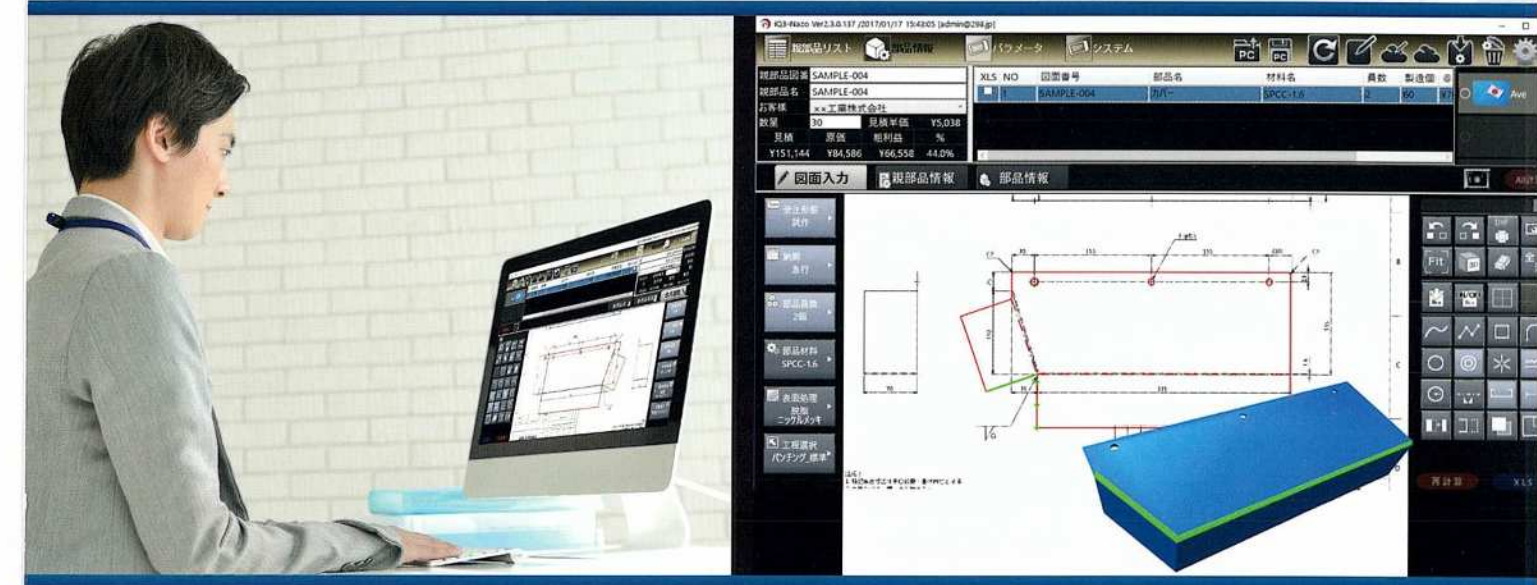 iQ3-Nazo Ver2.3.0.137 /2017/01/17 15:43:05 [admin@298.jp]
親部品リスト 部品情報 パラメータ システム
PC PC
親部品図番 SAMPLE-004
親部品名 SAMPLE-004
お客様 ××工業株式会社
数量 30 見積単価 ¥5,038
見積 原価 粗利益 %
¥151,144 ¥84,586 ¥66,558 44.0%
XLS NO 図面番号 部品名 材料名 員数 製造個
1 SAMPLE-004 カバー SPCC-1.6 2 60
Ave
図面入力 親部品情報 部品情報
受注形態
試作
納期
急行
部品員数
2個
部品材料
SPCC-1.6
表面処理
脱脂
ニッケルメッキ
工程選択
パンチング_標準
Fit
3D
全
再計算
XLS